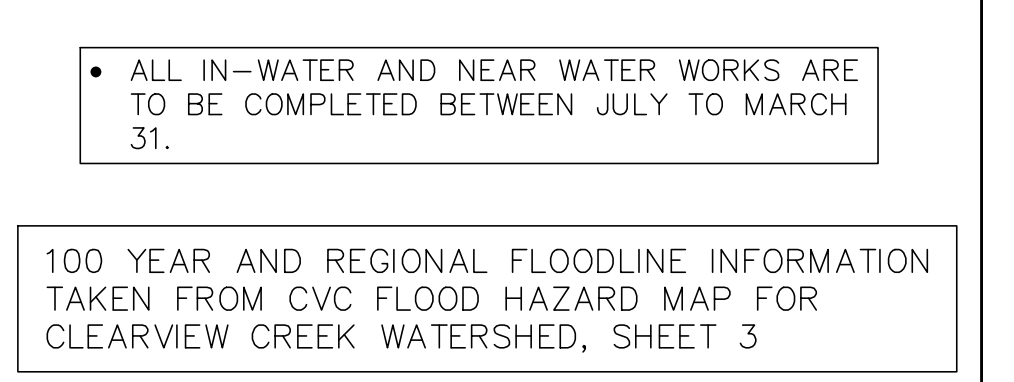 • ALL IN-WATER AND NEAR WATER WORKS ARE
TO BE COMPLETED BETWEEN JULY TO MARCH
31.
100 YEAR AND REGIONAL FLOODLINE INFORMATION
TAKEN FROM CVC FLOOD HAZARD MAP FOR
CLEARVIEW CREEK WATERSHED, SHEET 3